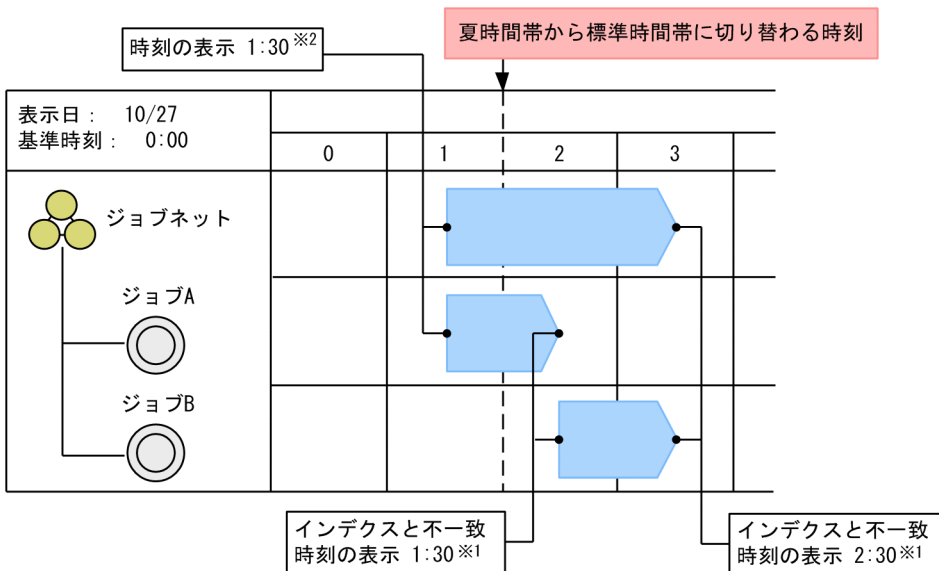 夏時間帯から標準時間帯に切り替わる時刻
時刻の表示 1:30※2
表示日: 10/27
基準時刻: 0:00
0
1
2
3
ジョブネット
ジョブA
ジョブB
インデクスと不一致
時刻の表示 1:30※1
インデクスと不一致
時刻の表示 2:30※1